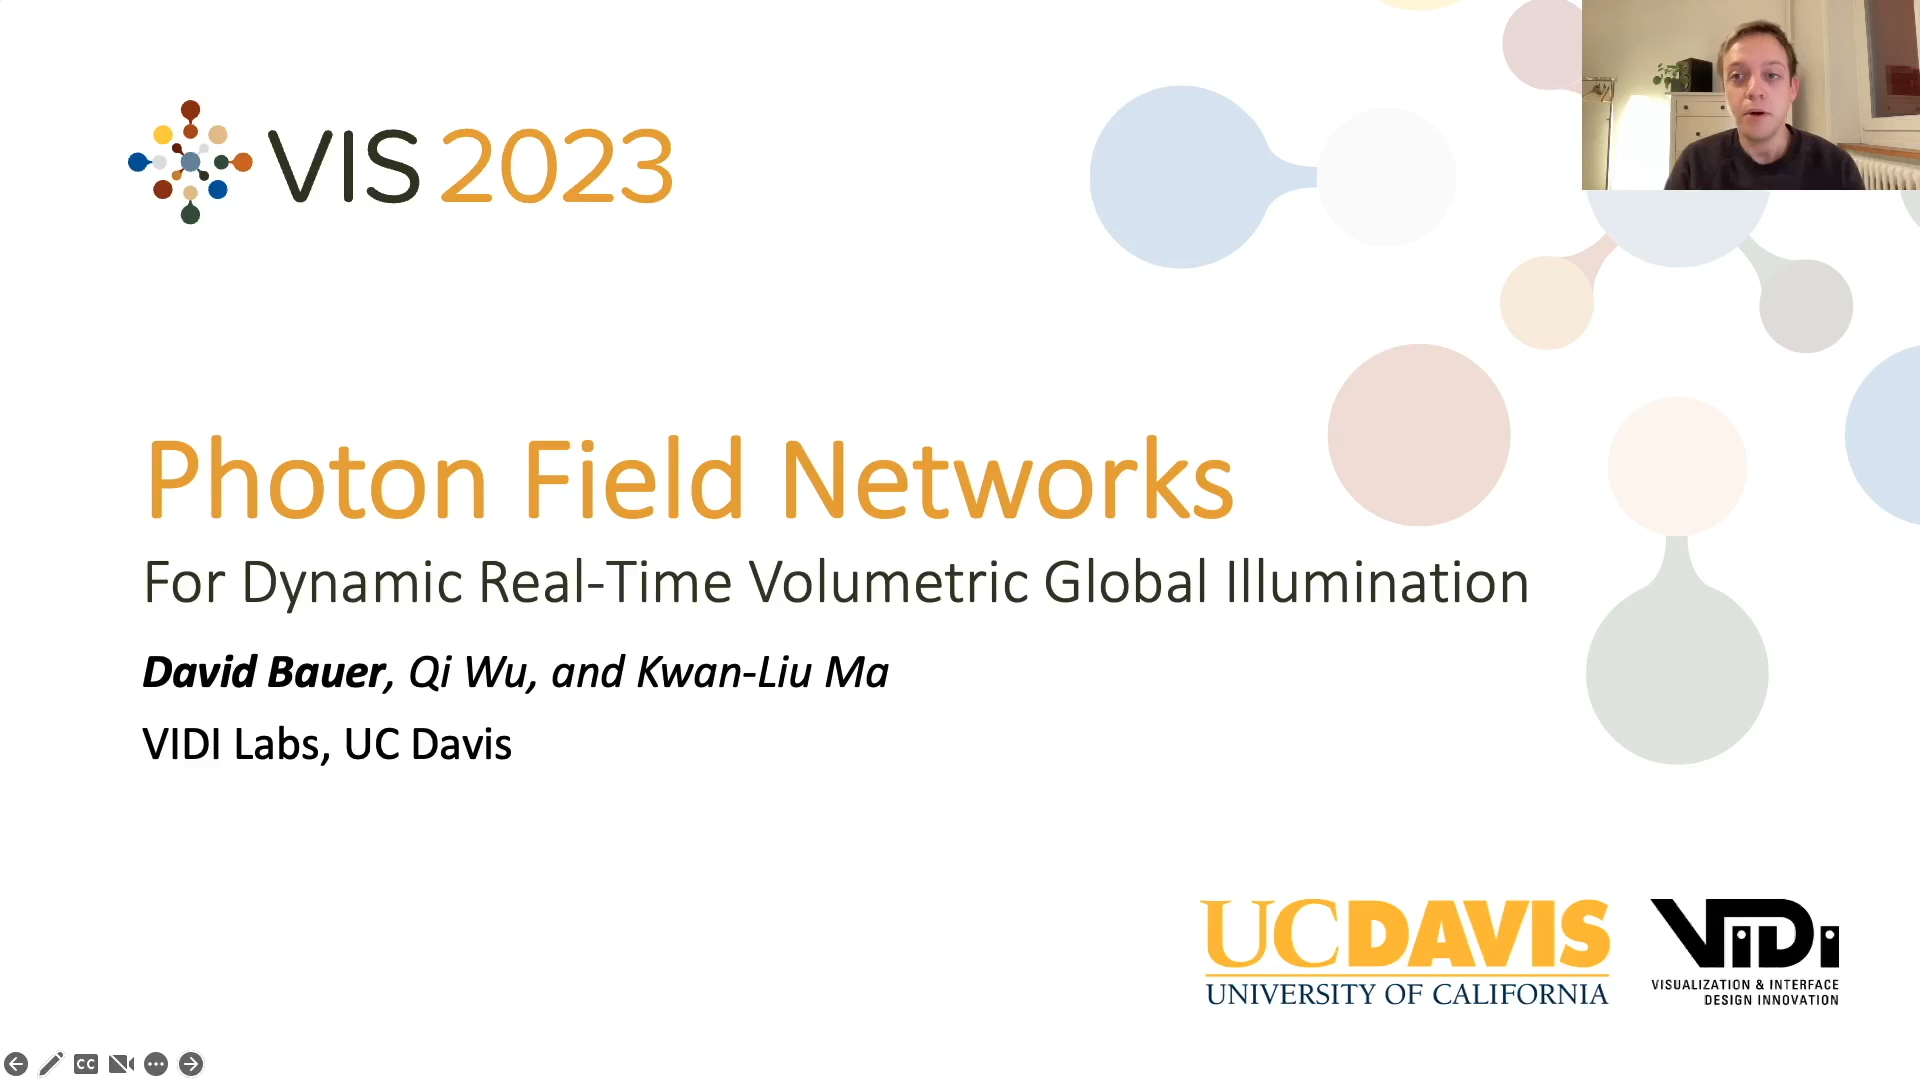 VIS 2023
Photon Field Networks
For Dynamic Real-Time Volumetric Global Illumination
David Bauer, Qi Wu, and Kwan-Liu Ma
VIDI Labs, UC Davis
UCDAVIS
UNIVERSITY OF CALIFORNIA
ViDi
VISUALIZATION & INTERFACE
DESIGN INNOVATION
CC